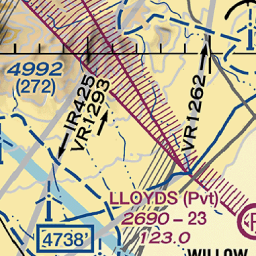 4992
(272)
IR425
VR1293
VR1262
LLOYDS (Pvt)
2690 - 23
123.0
4738'
WILLOW